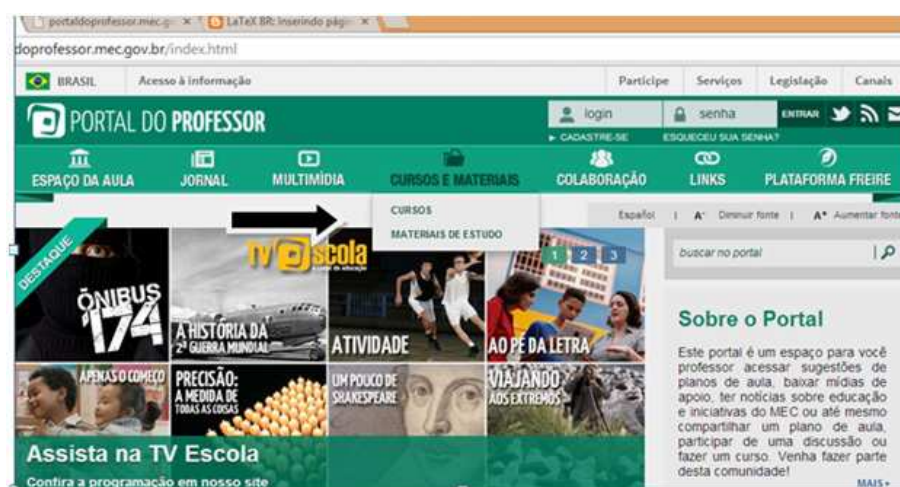 portaldoprofessor.mec.g
LaTeX BR: inserindo pági
doprofessor.mec.gov.br/index.html
BRASIL Acesso à informação Participe Serviços Legislação Canais
PORTAL DO PROFESSOR login senha ENTRAR
CADASTRE-SE ESQUECEU SUA SENHA?
ESPAÇO DA AULA JORNAL MULTIMÍDIA CURSOS E MATERIAIS COLABORAÇÃO LINKS PLATAFORMA FREIRE
CURSOS
MATERIAIS DE ESTUDO
Español | A- Diminuir fonte | A+ Aumentar fonte
DESTAQUE
TV escola
1 2 3
buscar no portal
ÔNIBUS
174
A HISTÓRIA DA
2ª GUERRA MUNDIAL
ATIVIDADE
AO PÉ DA LETRA
APENAS O COMEÇO
PRECISÃO:
A MEDIDA DE
TODAS AS COISAS
UM POUCO DE
SHAKESPEARE
VIAJANDO
AOS EXTREMOS
Assista na TV Escola
Confira a programação em nosso site
Sobre o Portal
Este portal é um espaço para você
professor acessar sugestões de
planos de aula, baixar mídias de
apoio, ter notícias sobre educação
e iniciativas do MEC ou até mesmo
compartilhar um plano de aula,
participar de uma discussão ou
fazer um curso. Venha fazer parte
desta comunidade!
MAIS+